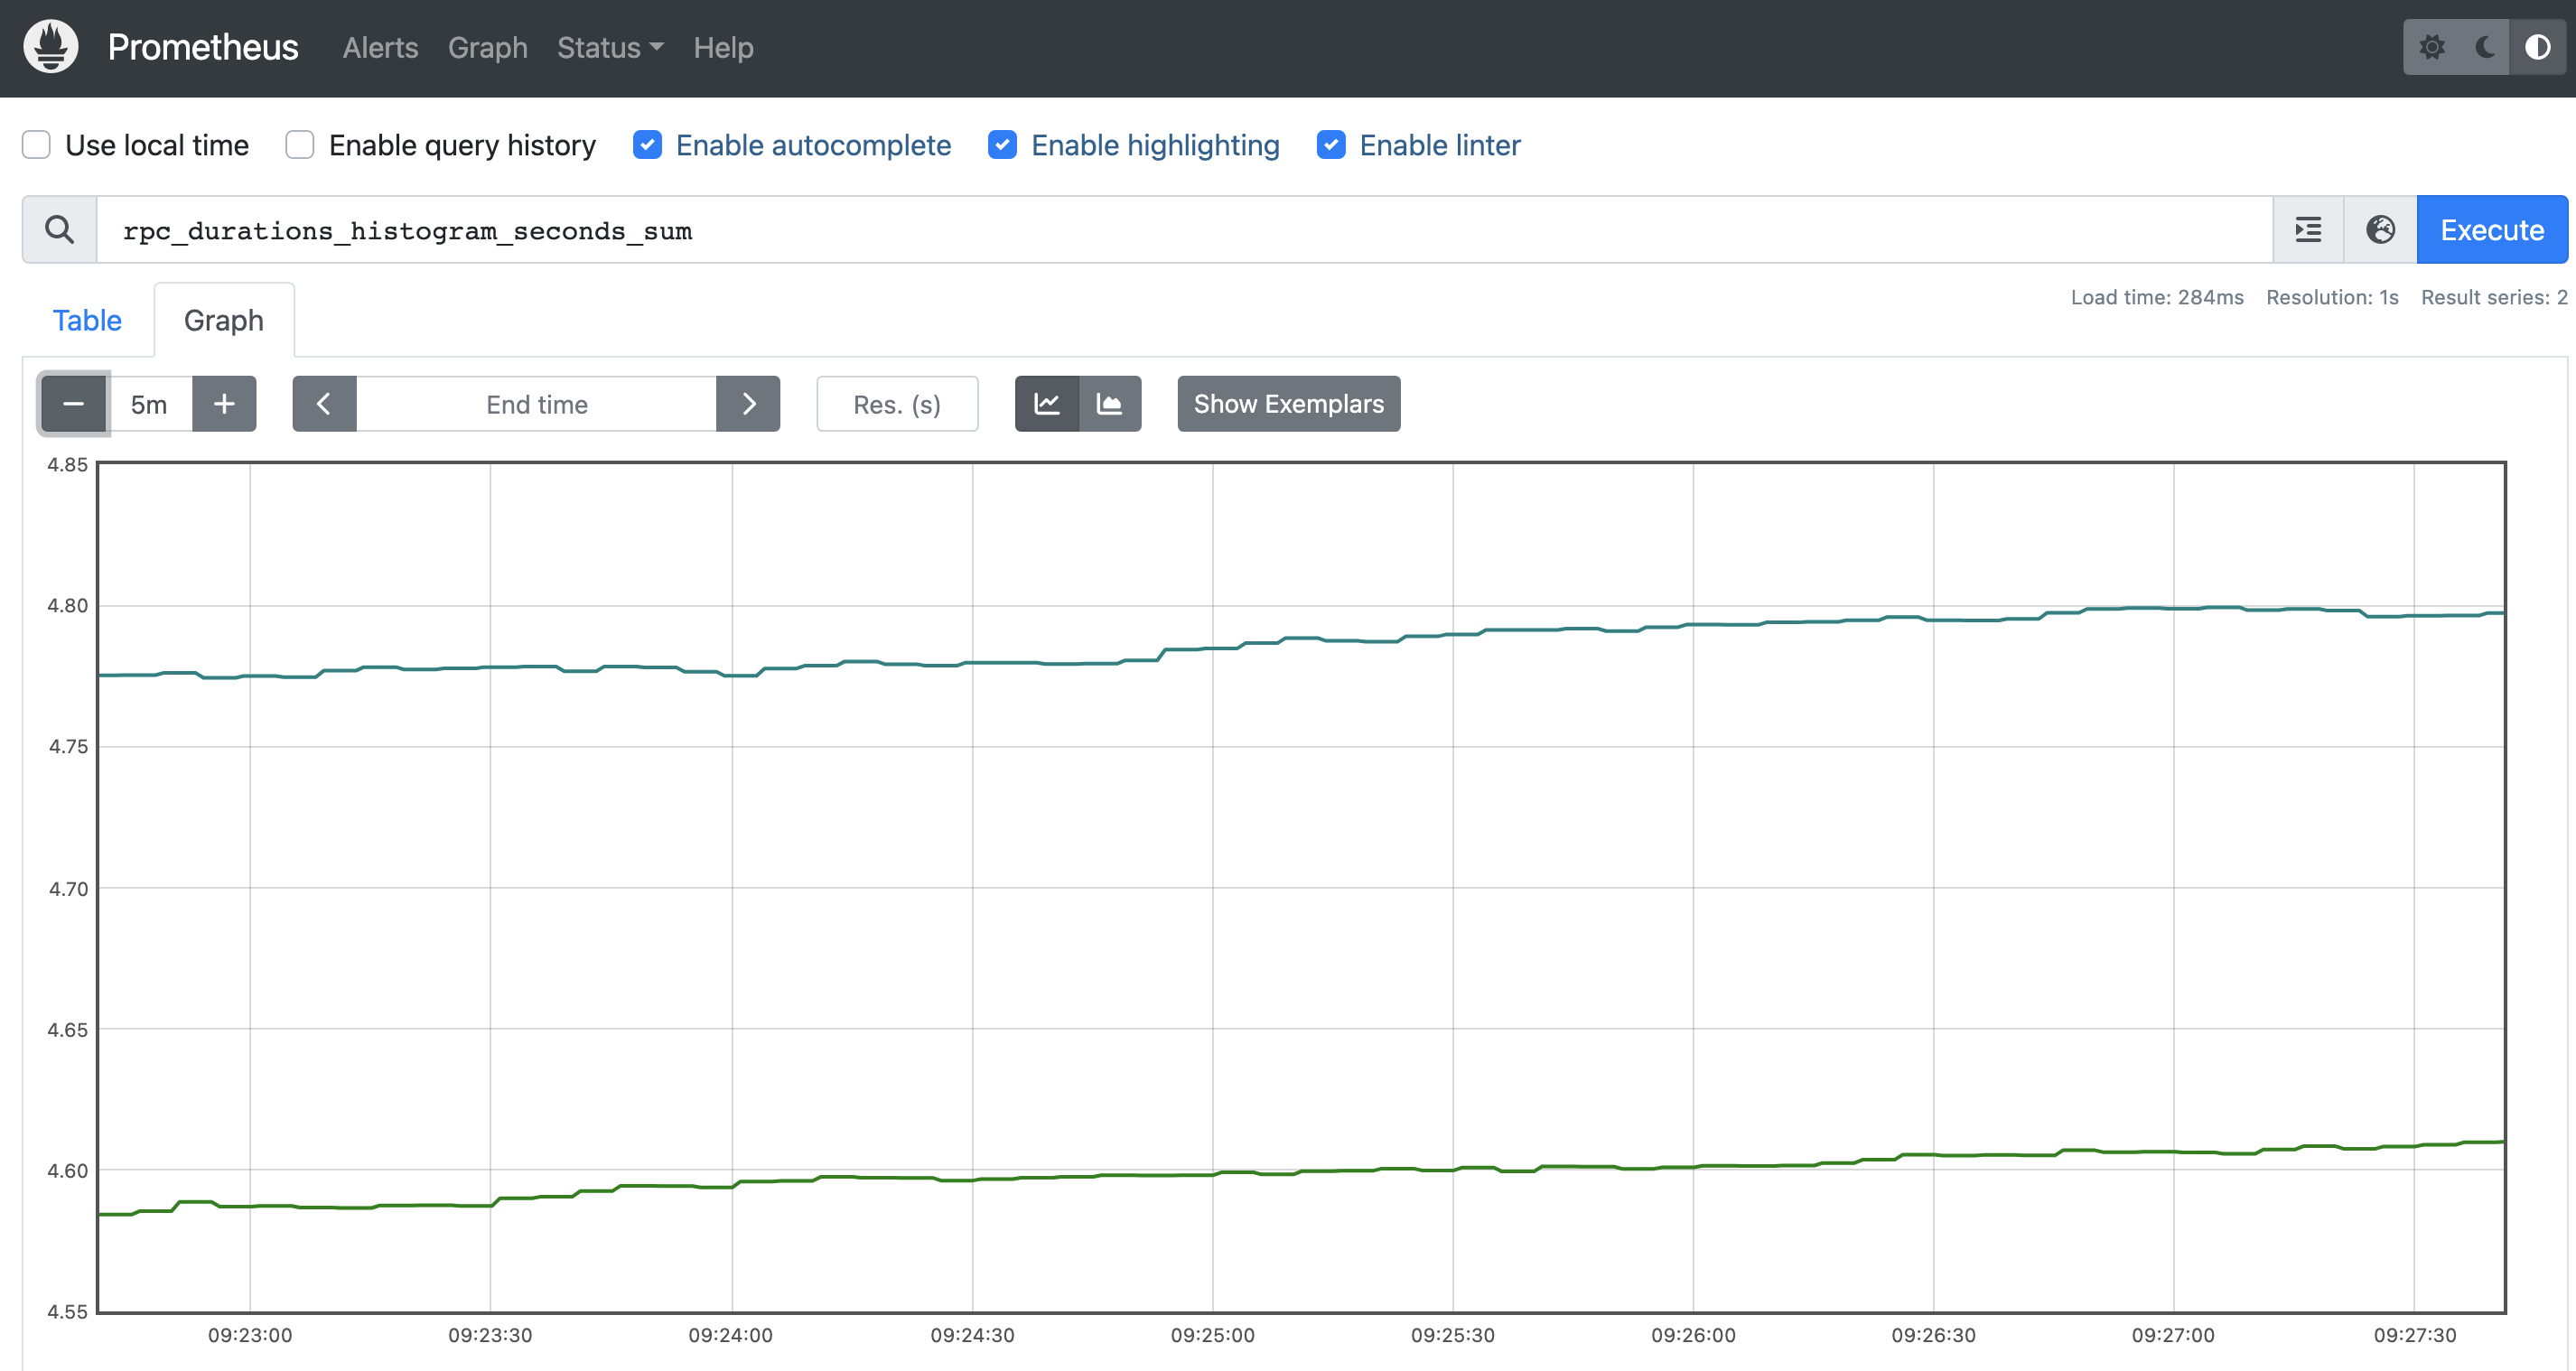 Prometheus Alerts Graph Status Help
Use local time Enable query history Enable autocomplete Enable highlighting Enable linter
rpc_durations_histogram_seconds_sum Execute
Table Graph Load time: 284ms Resolution: 1s Result series: 2
5m End time Res. (s) Show Exemplars
4.85
4.80
4.75
4.70
4.65
4.60
4.55
09:23:00 09:23:30 09:24:00 09:24:30 09:25:00 09:25:30 09:26:00 09:26:30 09:27:00 09:27:30